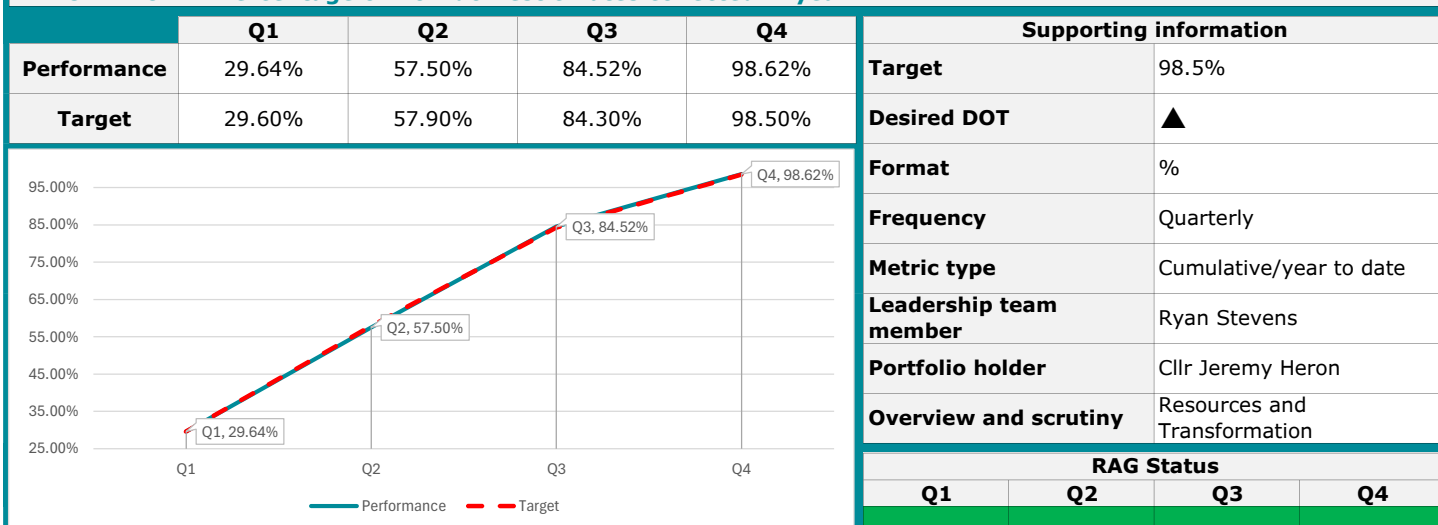 Q1 Q2 Q3 Q4
Performance 29.64% 57.50% 84.52% 98.62%
Target 29.60% 57.90% 84.30% 98.50%
95.00%
85.00%
75.00%
65.00%
55.00%
45.00%
35.00%
25.00%
Q1, 29.64%
Q2, 57.50%
Q3, 84.52%
Q4, 98.62%
Q1 Q2 Q3 Q4
Performance Target
Supporting information
Target 98.5%
Desired DOT ▲
Format %
Frequency Quarterly
Metric type Cumulative/year to date
Leadership team
member
Ryan Stevens
Portfolio holder Cllr Jeremy Heron
Overview and scrutiny
Resources and
Transformation
RAG Status
Q1 Q2 Q3 Q4